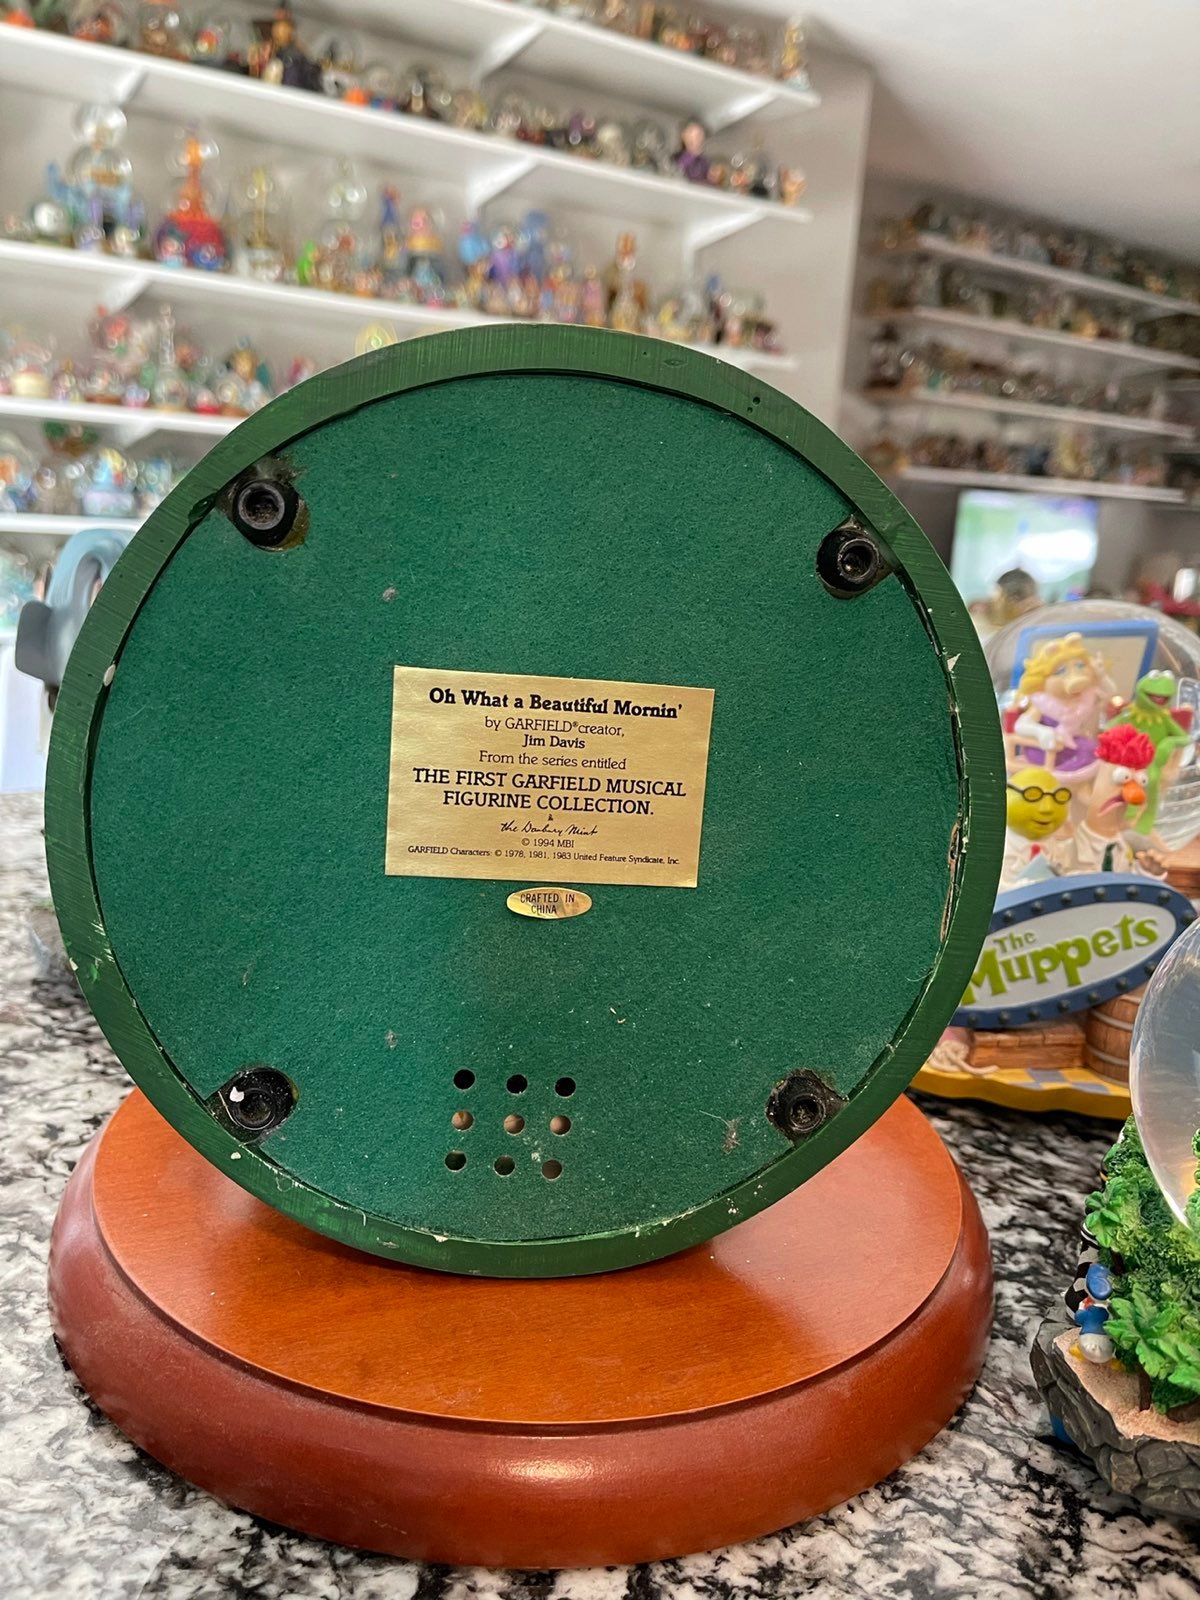 Oh What a Beautiful Mornin'
by GARFIELD® creator,
Jim Davis
From the series entitled
THE FIRST GARFIELD MUSICAL
FIGURINE COLLECTION.
&
the Danbury Mint
© 1994 MBI
GARFIELD Characters: © 1978, 1981, 1983 United Feature Syndicate, Inc.
CRAFTED IN
CHINA
The
Muppets